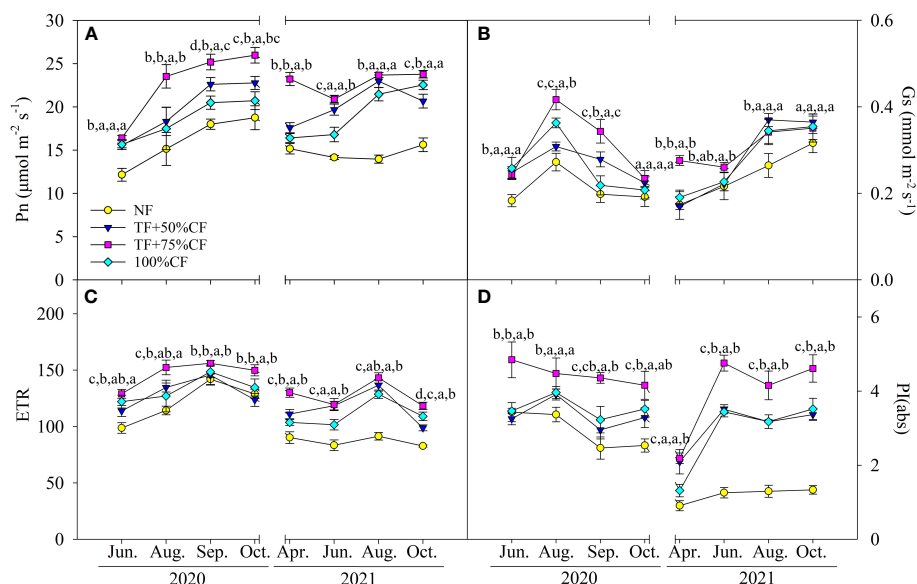 A
Pn (μmol m⁻² s⁻¹)
30
25
20
15
10
5
0
b,a,a,a
b,b,a,b
d,b,a,c
c,b,a,bc
b,b,a,b
c,a,a,b
b,a,a,a
c,b,a,a
NF
TF+50%CF
TF+75%CF
100%CF
B
Gs (mmol m⁻² s⁻¹)
0.6
0.4
0.2
0.0
b,a,a,a
c,c,a,b
c,b,a,c
a,a,a,a
b,b,a,b
b,ab,a,b
b,a,a,a
a,a,a,a
C
ETR
200
150
100
50
0
c,b,ab,a
c,b,ab,a
b,b,a,b
b,b,a,b
c,b,a,b
c,a,a,b
c,ab,a,b
d,c,a,b
Jun. Aug. Sep. Oct. Apr. Jun. Aug. Oct.
2020 2021
D
PI(abs)
6
4
2
0
b,b,a,b
b,a,a,a
c,cb,a,b
c,b,a,ab
c,a,a,b
c,b,a,b
c,b,a,b
c,b,a,b
Jun. Aug. Sep. Oct. Apr. Jun. Aug. Oct.
2020 2021